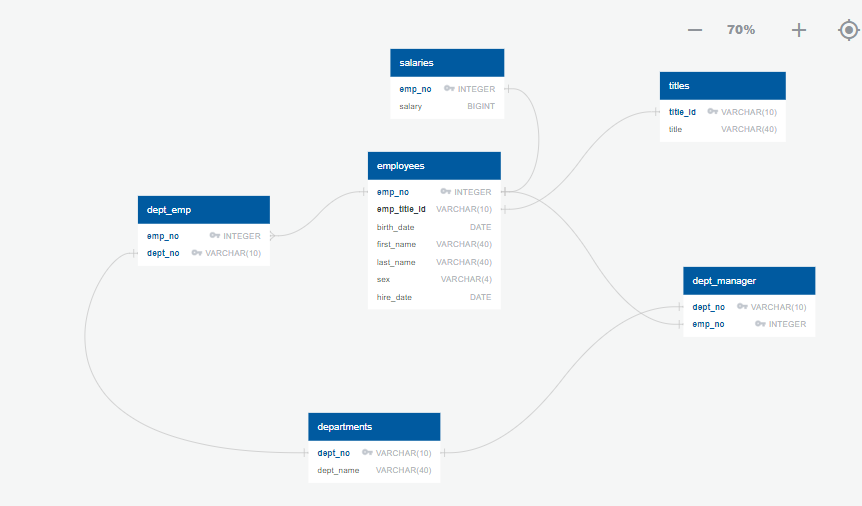 70%
salaries
emp_no INTEGER
salary BIGINT
titles
title_id VARCHAR(10)
title VARCHAR(40)
employees
emp_no INTEGER
emp_title_id VARCHAR(10)
birth_date DATE
first_name VARCHAR(40)
last_name VARCHAR(40)
sex VARCHAR(4)
hire_date DATE
dept_emp
emp_no INTEGER
dept_no VARCHAR(10)
dept_manager
dept_no VARCHAR(10)
emp_no INTEGER
departments
dept_no VARCHAR(10)
dept_name VARCHAR(40)